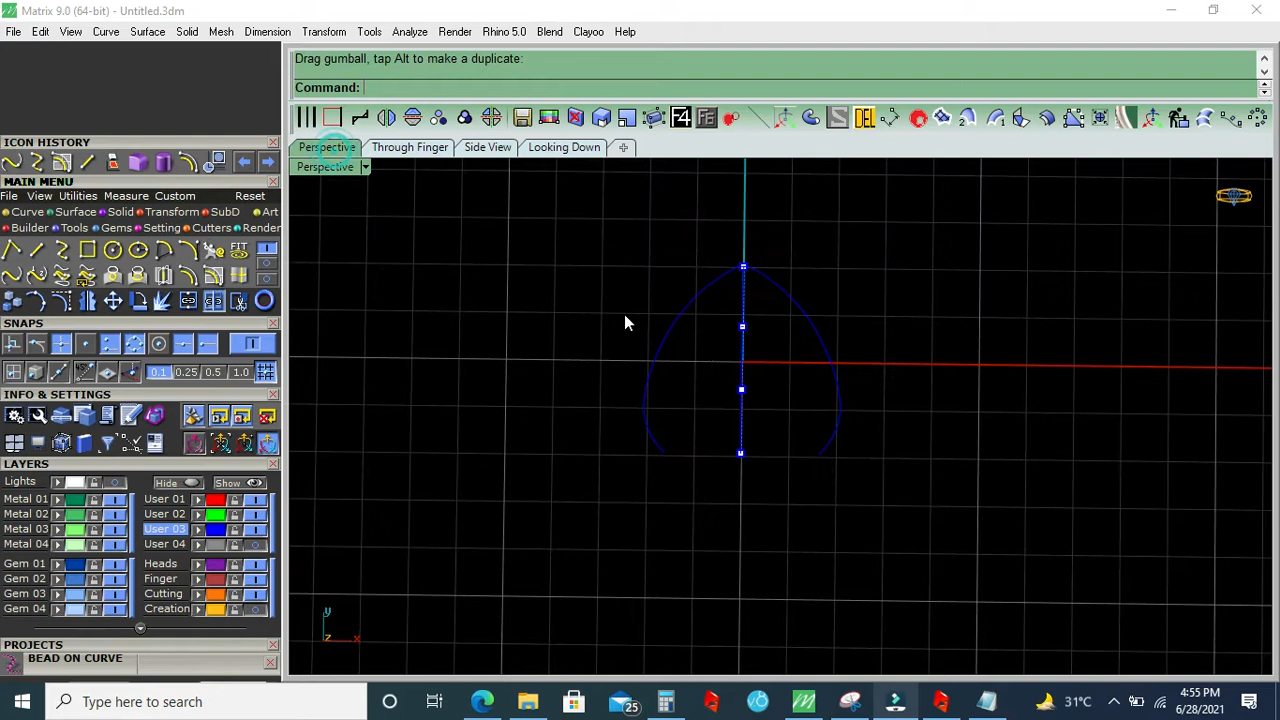 Matrix 9.0 (64-bit) - Untitled.3dm
File Edit View Curve Surface Solid Mesh Dimension Transform Tools Analyze Render Rhino 5.0 Blend Clayoo Help
Drag gumball, tap Alt to make a duplicate:
Command:
F4
DEL
Perspective Through Finger Side View Looking Down
Perspective
ICON HISTORY
MAIN MENU
File View Utilities Measure Custom Reset
Curve Surface Solid Transform SubD Art
Builder Tools Gems Setting Cutters Render
FIT
SNAPS
0.1 0.25 0.5 1.0
INFO & SETTINGS
LAYERS
Lights Hide Show
Metal 01 User 01
Metal 02 User 02
Metal 03 User 03
Metal 04 User 04
Gem 01 Heads
Gem 02 Finger
Gem 03 Cutting
Gem 04 Creation
PROJECTS
BEAD ON CURVE
y
z x
Type here to search
25
31°C
4:55 PM
6/28/2021